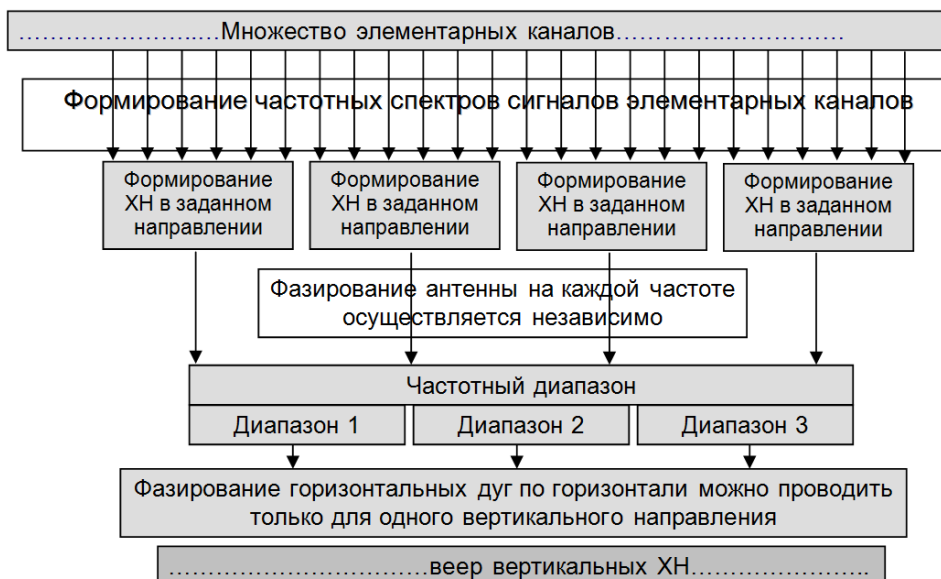 ……………………..…Множество элементарных каналов………….……………
Формирование частотных спектров сигналов элементарных каналов
Формирование
ХН в заданном
направлении
Формирование
ХН в заданном
направлении
Формирование
ХН в заданном
направлении
Формирование
ХН в заданном
направлении
Фазирование антенны на каждой частоте
осуществляется независимо
Частотный диапазон
Диапазон 1
Диапазон 2
Диапазон 3
Фазирование горизонтальных дуг по горизонтали можно проводить
только для одного вертикального направления
……………………………веер вертикальных ХН…………………..